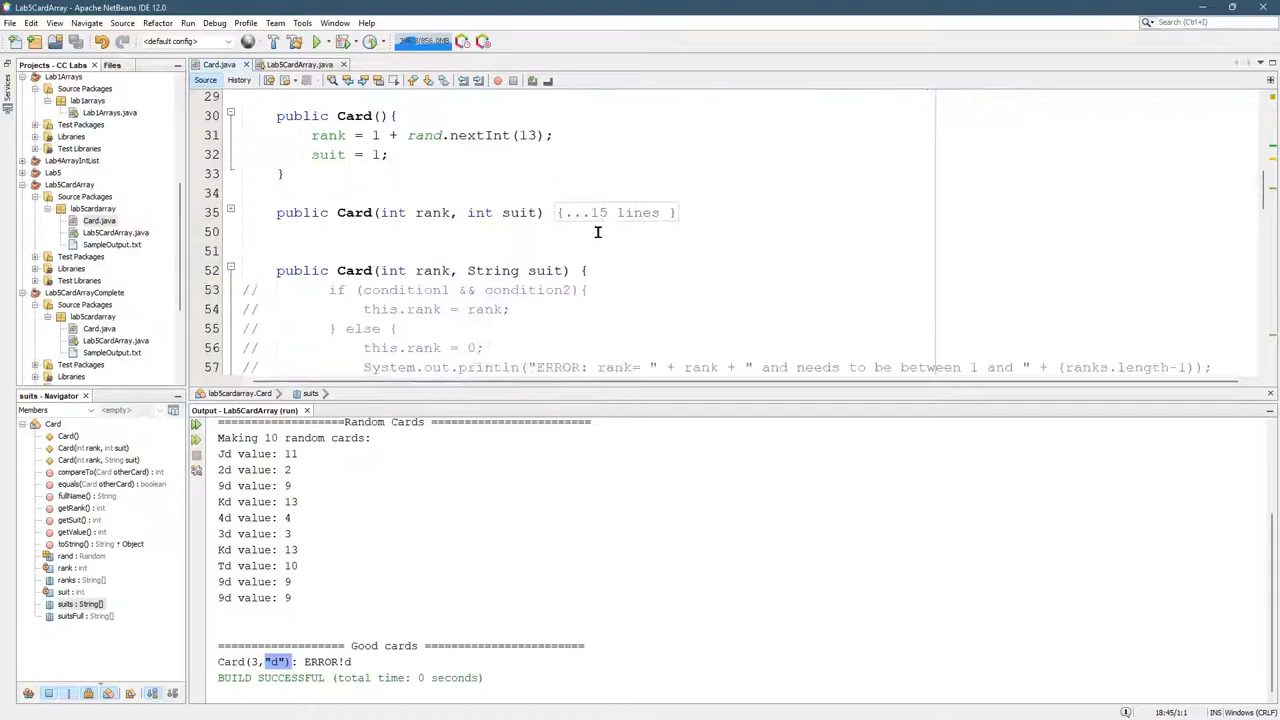 Lab5CardArray - Apache NetBeans IDE 12.0
File Edit View Navigate Source Refactor Run Debug Profile Team Tools Window Help
Search (Ctrl+I)
<default config>
Projects - CC Labs
Files
Services
Lab1Arrays
Source Packages
lab1arrays
Lab1Arrays.java
Test Packages
Libraries
Test Libraries
Lab4ArrayIntList
Lab5
Lab5CardArray
Source Packages
lab5cardarray
Card.java
Lab5CardArray.java
SampleOutput.txt
Test Packages
Libraries
Test Libraries
Lab5CardArrayComplete
Source Packages
lab5cardarray
Card.java
Lab5CardArray.java
SampleOutput.txt
Test Packages
Libraries
suits - Navigator
Members
<empty>
Card
Card()
Card(int rank, int suit)
Card(int rank, String suit)
compareTo(Card otherCard) : int
equals(Card otherCard) : boolean
fullName() : String
getRank() : int
getSuit() : int
getValue() : int
toString() : String ↑ Object
rand : Random
rank : int
ranks : String[]
suit : int
suits : String[]
suitsFull : String[]
Card.java
Lab5CardArray.java
Source
History
29
30 public Card(){
31 rank = 1 + rand.nextInt(13);
32 suit = 1;
33 }
34
35 public Card(int rank, int suit) {...15 lines }
50
51
52 public Card(int rank, String suit) {
53 // if (condition1 && condition2){
54 // this.rank = rank;
55 // } else {
56 // this.rank = 0;
57 // System.out.println("ERROR: rank= " + rank + " and needs to be between 1 and " + (ranks.length-1));
lab5cardarray.Card
suits
Output - Lab5CardArray (run)
===================Random Cards ========================
Making 10 random cards:
Jd value: 11
2d value: 2
9d value: 9
Kd value: 13
4d value: 4
3d value: 3
Kd value: 13
Td value: 10
9d value: 9
9d value: 9
=================== Good cards ========================
Card(3,"d"): ERROR!d
BUILD SUCCESSFUL (total time: 0 seconds)
18:45/1:1
INS
Windows (CRLF)